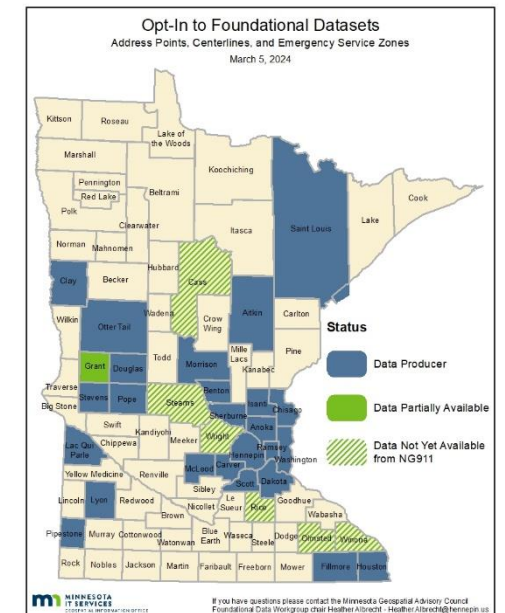 Opt-In to Foundational Datasets
Address Points, Centerlines, and Emergency Service Zones
March 5, 2024
Kittson
Roseau
Lake of
the Woods
Marshall
Koochiching
Pennington
Red Lake
Beltrami
Cook
Polk
Clearwater
Itasca
Saint Louis
Lake
Norman
Mahnomen
Hubbard
Cass
Clay
Becker
Wadena
Crow
Wing
Aitkin
Carlton
Wilkin
Otter Tail
Status
Todd
Morrison
Mille
Lacs
Kanabec
Pine
Data Producer
Grant
Douglas
Traverse
Big Stone
Stevens
Pope
Stearns
Benton
Isanti
Chisago
Sherburne
Data Partially Available
Anoka
Swift
Kandiyohi
Meeker
Wright
Ramsey
Washington
Hennepin
Data Not Yet Available
from NG911
Lac Qui
Parle
Chippewa
McLeod
Carver
Scott
Dakota
Yellow Medicine
Renville
Sibley
Lincoln
Lyon
Redwood
Nicollet
Le
Sueur
Rice
Goodhue
Wabasha
Brown
Pipestone
Murray
Cottonwood
Watonwan
Blue
Earth
Waseca
Steele
Dodge
Olmsted
Winona
Rock
Nobles
Jackson
Martin
Faribault
Freeborn
Mower
Fillmore
Houston
MINNESOTA
IT SERVICES
GEOSPATIAL INFORMATION OFFICE
If you have questions please contact the Minnesota Geospatial Advisory Council
Foundational Data Workgroup chair Heather Albrecht - Heather.Albrecht@hennepin.us